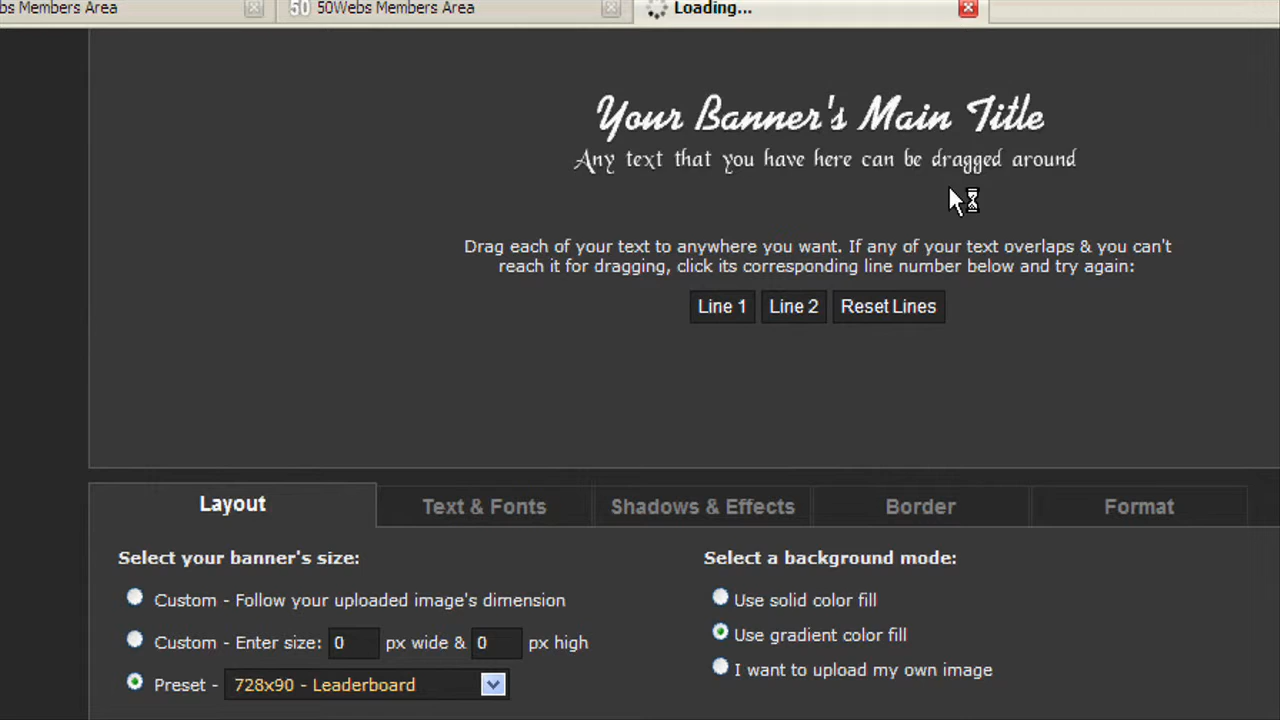 bs Members Area
50 50Webs Members Area
Loading...
Your Banner's Main Title
Any text that you have here can be dragged around
Drag each of your text to anywhere you want. If any of your text overlaps & you can't
reach it for dragging, click its corresponding line number below and try again:
Line 1 Line 2 Reset Lines
Layout Text & Fonts Shadows & Effects Border Format
Select your banner's size:
Custom - Follow your uploaded image's dimension
Custom - Enter size: 0 px wide & 0 px high
Preset - 728x90 - Leaderboard
Select a background mode:
Use solid color fill
Use gradient color fill
I want to upload my own image